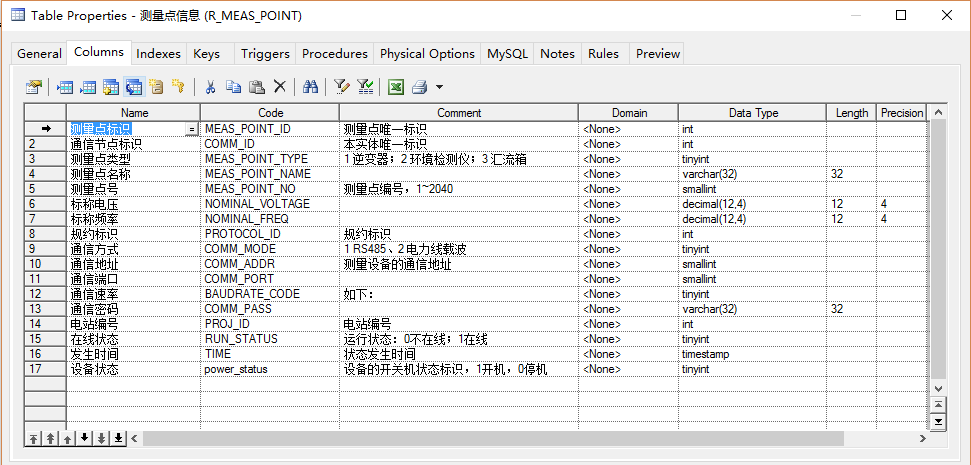 Table Properties - 测量点信息 (R_MEAS_POINT)
General Columns Indexes Keys Triggers Procedures Physical Options MySQL Notes Rules Preview
Name Code Comment Domain Data Type Length Precision
测量点标识 = MEAS_POINT_ID 测量点唯一标识 <None> int
2 通信节点标识 COMM_ID 本实体唯一标识 <None> int
3 测量点类型 MEAS_POINT_TYPE 1逆变器；2环境检测仪；3汇流箱 <None> tinyint
4 测量点名称 MEAS_POINT_NAME <None> varchar(32) 32
5 测量点号 MEAS_POINT_NO 测量点编号，1~2040 <None> smallint
6 标称电压 NOMINAL_VOLTAGE <None> decimal(12,4) 12 4
7 标称频率 NOMINAL_FREQ <None> decimal(12,4) 12 4
8 规约标识 PROTOCOL_ID 规约标识 <None> int
9 通信方式 COMM_MODE 1 RS485、2电力线载波 <None> tinyint
10 通信地址 COMM_ADDR 测量设备的通信地址 <None> smallint
11 通信端口 COMM_PORT <None> smallint
12 通信速率 BAUDRATE_CODE 如下： <None> tinyint
13 通信密码 COMM_PASS <None> varchar(32) 32
14 电站编号 PROJ_ID 电站编号 <None> int
15 在线状态 RUN_STATUS 运行状态：0不在线；1在线 <None> tinyint
16 发生时间 TIME 状态发生时间 <None> timestamp
17 设备状态 power_status 设备的开关机状态标识，1开机，0停机 <None> tinyint